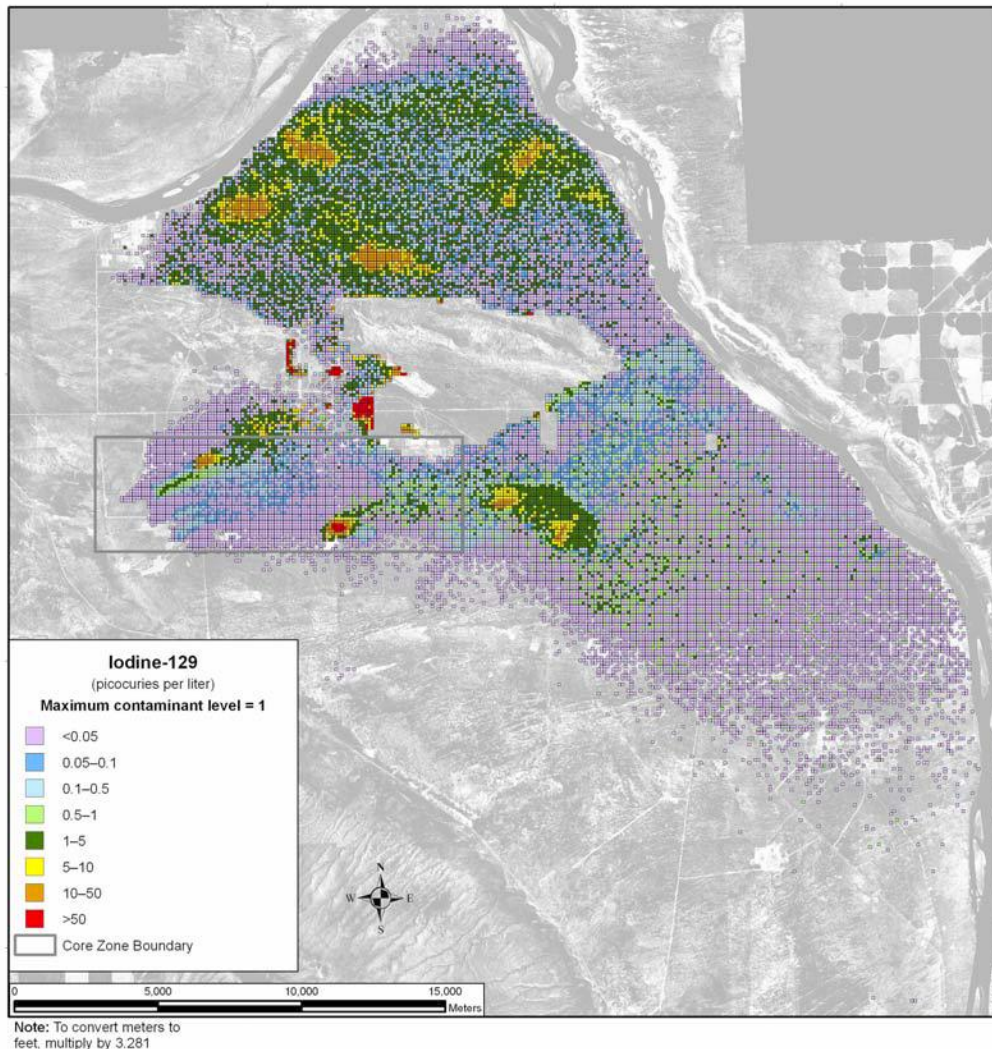 Iodine-129
(picocuries per liter)
Maximum contaminant level = 1
<0.05
0.05–0.1
0.1–0.5
0.5–1
1–5
5–10
10–50
>50
Core Zone Boundary
N
W E
S
0 5,000 10,000 15,000
Meters
Note: To convert meters to
feet, multiply by 3.281